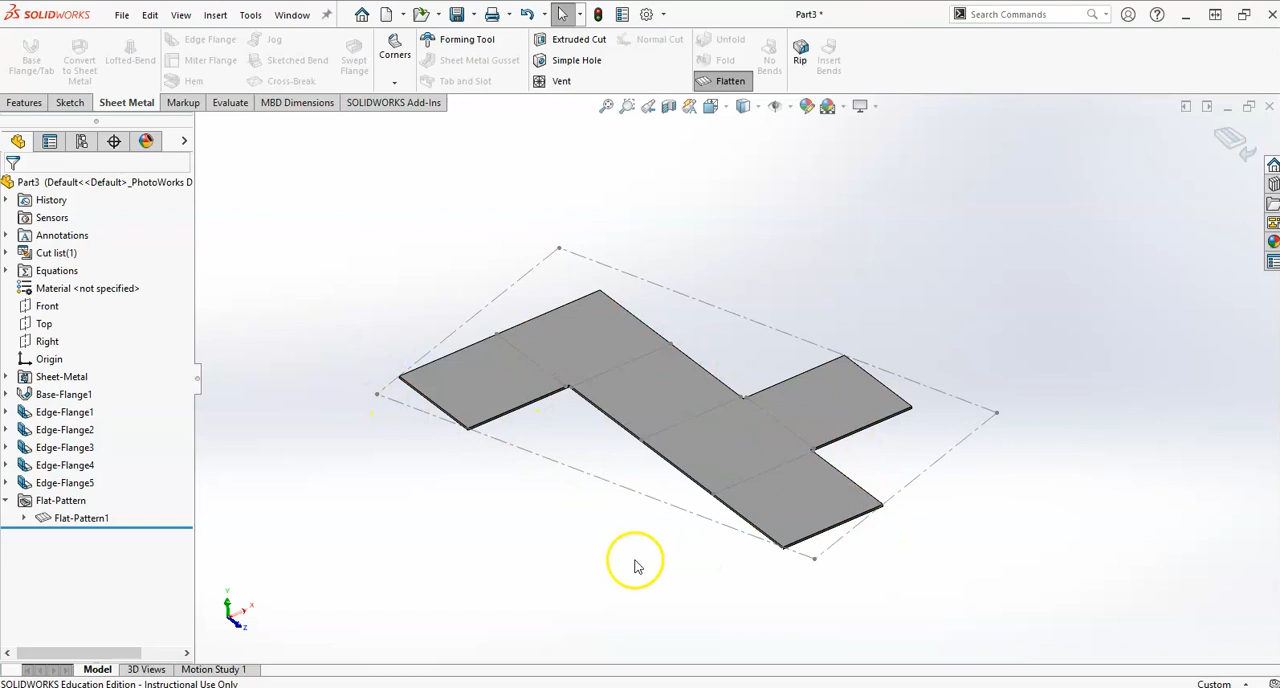 SOLIDWORKS File Edit View Insert Tools Window Part3 * Search Commands
Base Flange/Tab Convert to Sheet Metal Lofted-Bend Edge Flange Miter Flange Hem Jog Sketched Bend Cross-Break Swept Flange Corners Forming Tool Sheet Metal Gusset Tab and Slot Extruded Cut Simple Hole Vent Normal Cut Unfold Fold Flatten No Bends Rip Insert Bends
Features Sketch Sheet Metal Markup Evaluate MBD Dimensions SOLIDWORKS Add-Ins
Part3 (Default<<Default>_PhotoWorks D
History
Sensors
Annotations
Cut list(1)
Equations
Material <not specified>
Front
Top
Right
Origin
Sheet-Metal
Base-Flange1
Edge-Flange1
Edge-Flange2
Edge-Flange3
Edge-Flange4
Edge-Flange5
Flat-Pattern
Flat-Pattern1
Y
X
Z
Model 3D Views Motion Study 1
SOLIDWORKS Education Edition - Instructional Use Only Custom